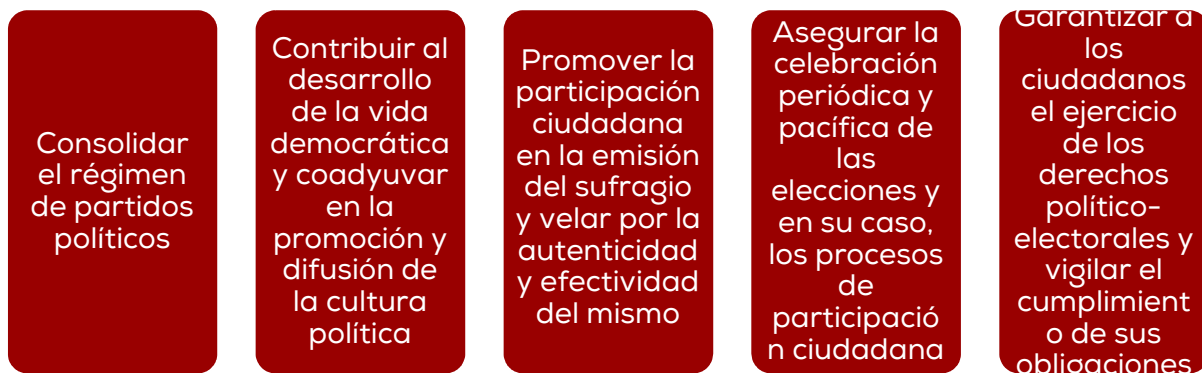 Consolidar
el régimen
de partidos
políticos
Contribuir al
desarrollo
de la vida
democrática
y coadyuvar
en la
promoción y
difusión de
la cultura
política
Promover la
participación
ciudadana
en la emisión
del sufragio
y velar por la
autenticidad
y efectividad
del mismo
Asegurar la
celebración
periódica y
pacífica de
las
elecciones y
en su caso,
los procesos
de
participació
n ciudadana
Garantizar a
los
ciudadanos
el ejercicio
de los
derechos
político-
electorales y
vigilar el
cumplimient
o de sus
obligaciones